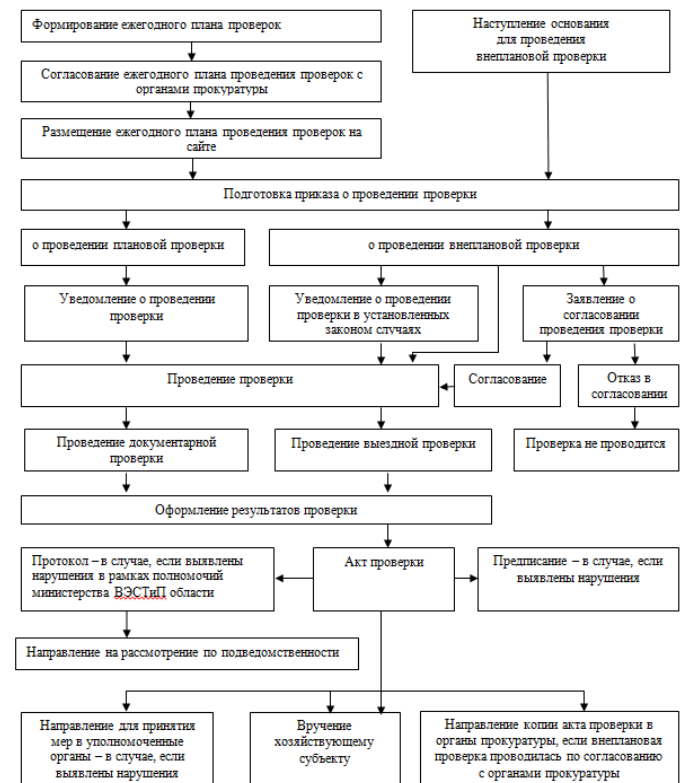 Формирование ежегодного плана проверок
Наступление основания
для проведения
внеплановой проверки
Согласование ежегодного плана проведения проверок с
органами прокуратуры
Размещение ежегодного плана проведения проверок на
сайте
Подготовка приказа о проведении проверки
о проведении плановой проверки
о проведении внеплановой проверки
Уведомление о проведении
проверки
Уведомление о проведении
проверки в установленных
законом случаях
Заявление о
согласовании
проведения проверки
Проведение проверки
Согласование
Отказ в
согласовании
Проведение документарной
проверки
Проведение выездной проверки
Проверка не проводится
Оформление результатов проверки
Протокол – в случае, если выявлены
нарушения в рамках полномочий
министерства ВЭСТиП области
Акт проверки
Предписание – в случае, если
выявлены нарушения
Направление на рассмотрение по подведомственности
Направление для принятия
мер в уполномоченные
органы – в случае, если
выявлены нарушения
Вручение
хозяйствующему
субъекту
Направление копии акта проверки в
органы прокуратуры, если внеплановая
проверка проводилась по согласованию
с органами прокуратуры